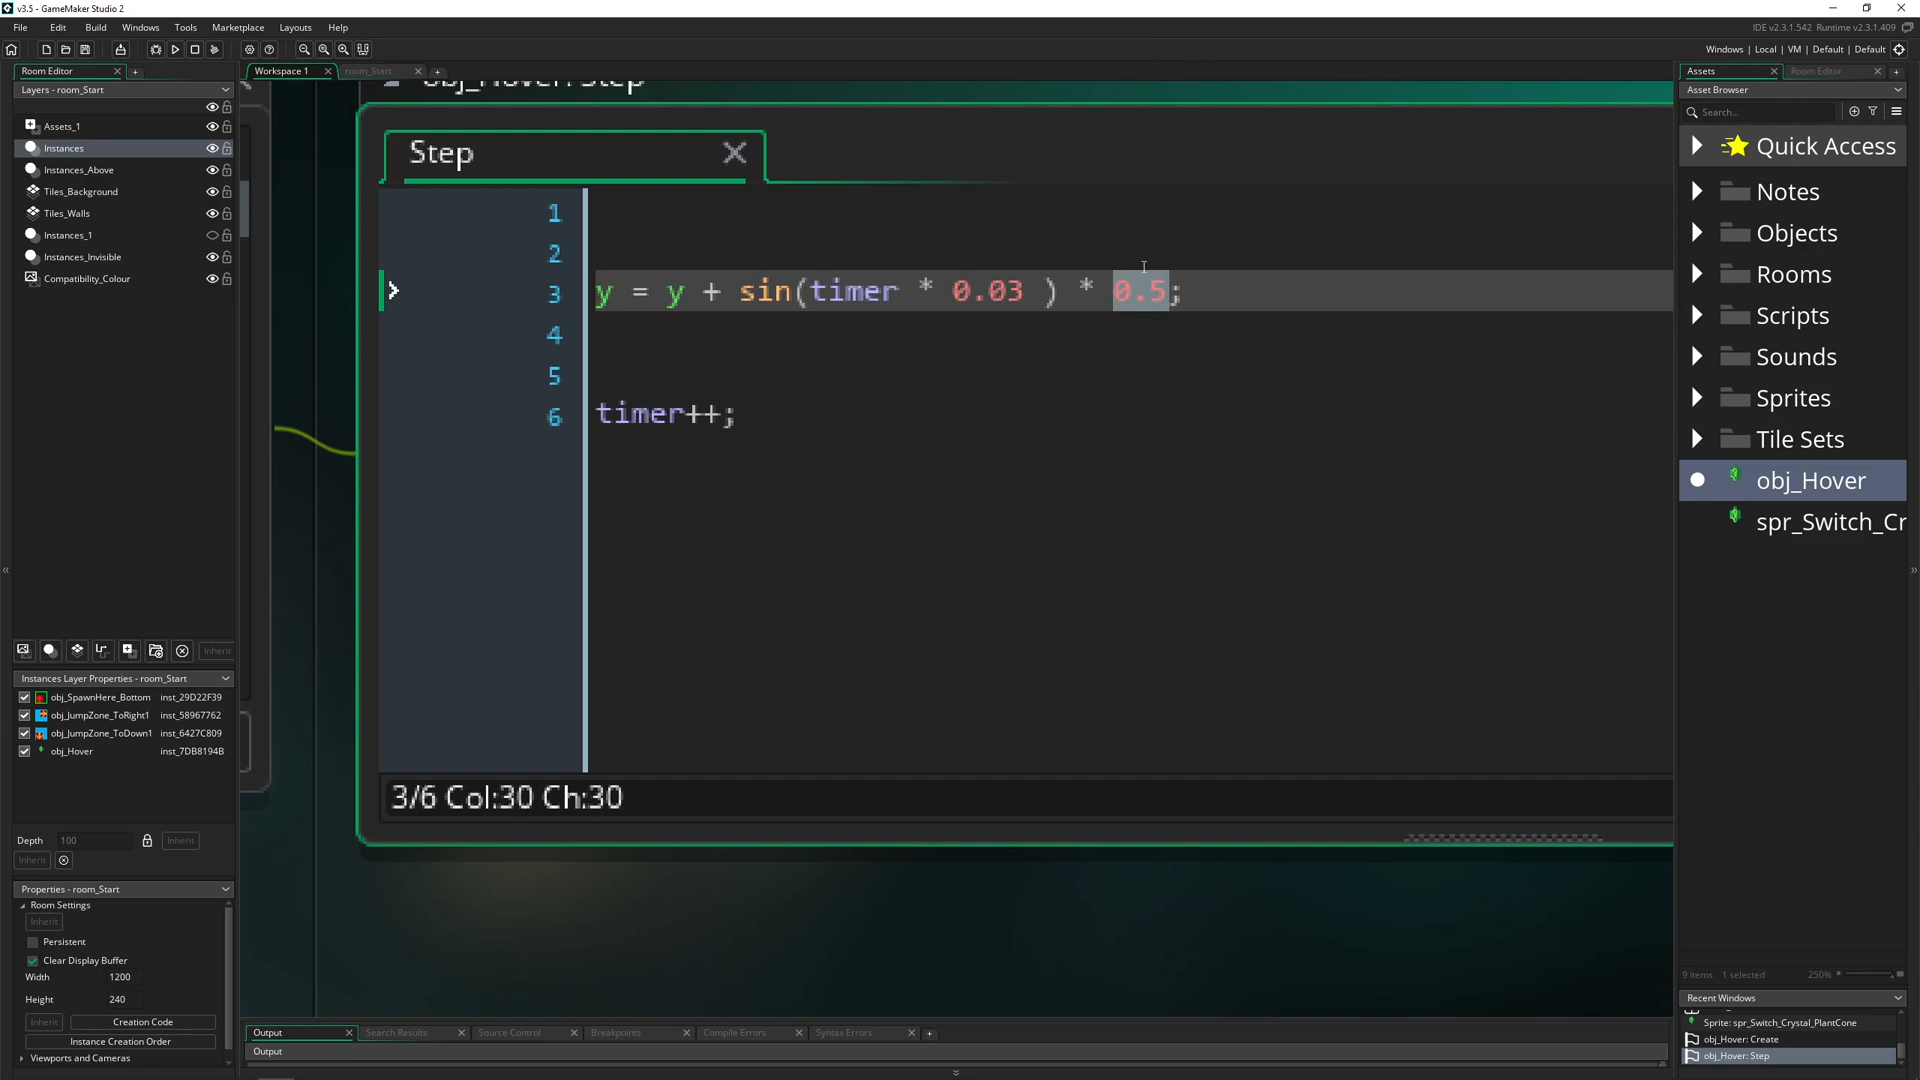 v3.5 - GameMaker Studio 2
File Edit Build Windows Tools Marketplace Layouts Help
IDE v2.3.1.542 Runtime v2.3.1.409
Windows | Local | VM | Default | Default
Room Editor
Workspace 1
room_Start
Assets
Room Editor
Layers - room_Start
Asset Browser
Search...
Assets_1
Instances
Instances_Above
Tiles_Background
Tiles_Walls
Instances_1
Instances_Invisible
Compatibility_Colour
Inherit
Instances Layer Properties - room_Start
obj_SpawnHere_Bottom inst_29D22F39
obj_JumpZone_ToRight1 inst_58967762
obj_JumpZone_ToDown1 inst_6427C809
obj_Hover inst_7DB8194B
Depth 100 Inherit
Inherit
Properties - room_Start
Room Settings
Inherit
Persistent
Clear Display Buffer
Width 1200
Height 240
Inherit Creation Code
Instance Creation Order
Viewports and Cameras
obj_Hover: Step
Step
1
2
3 y = y + sin(timer * 0.03 ) * 0.5;
4
5
6 timer++;
3/6 Col:30 Ch:30
Output
Search Results
Source Control
Breakpoints
Compile Errors
Syntax Errors
Output
Quick Access
Notes
Objects
Rooms
Scripts
Sounds
Sprites
Tile Sets
obj_Hover
spr_Switch_Cr
9 items 1 selected 250%
Recent Windows
Sprite: spr_Switch_Crystal_PlantCone
obj_Hover: Create
obj_Hover: Step